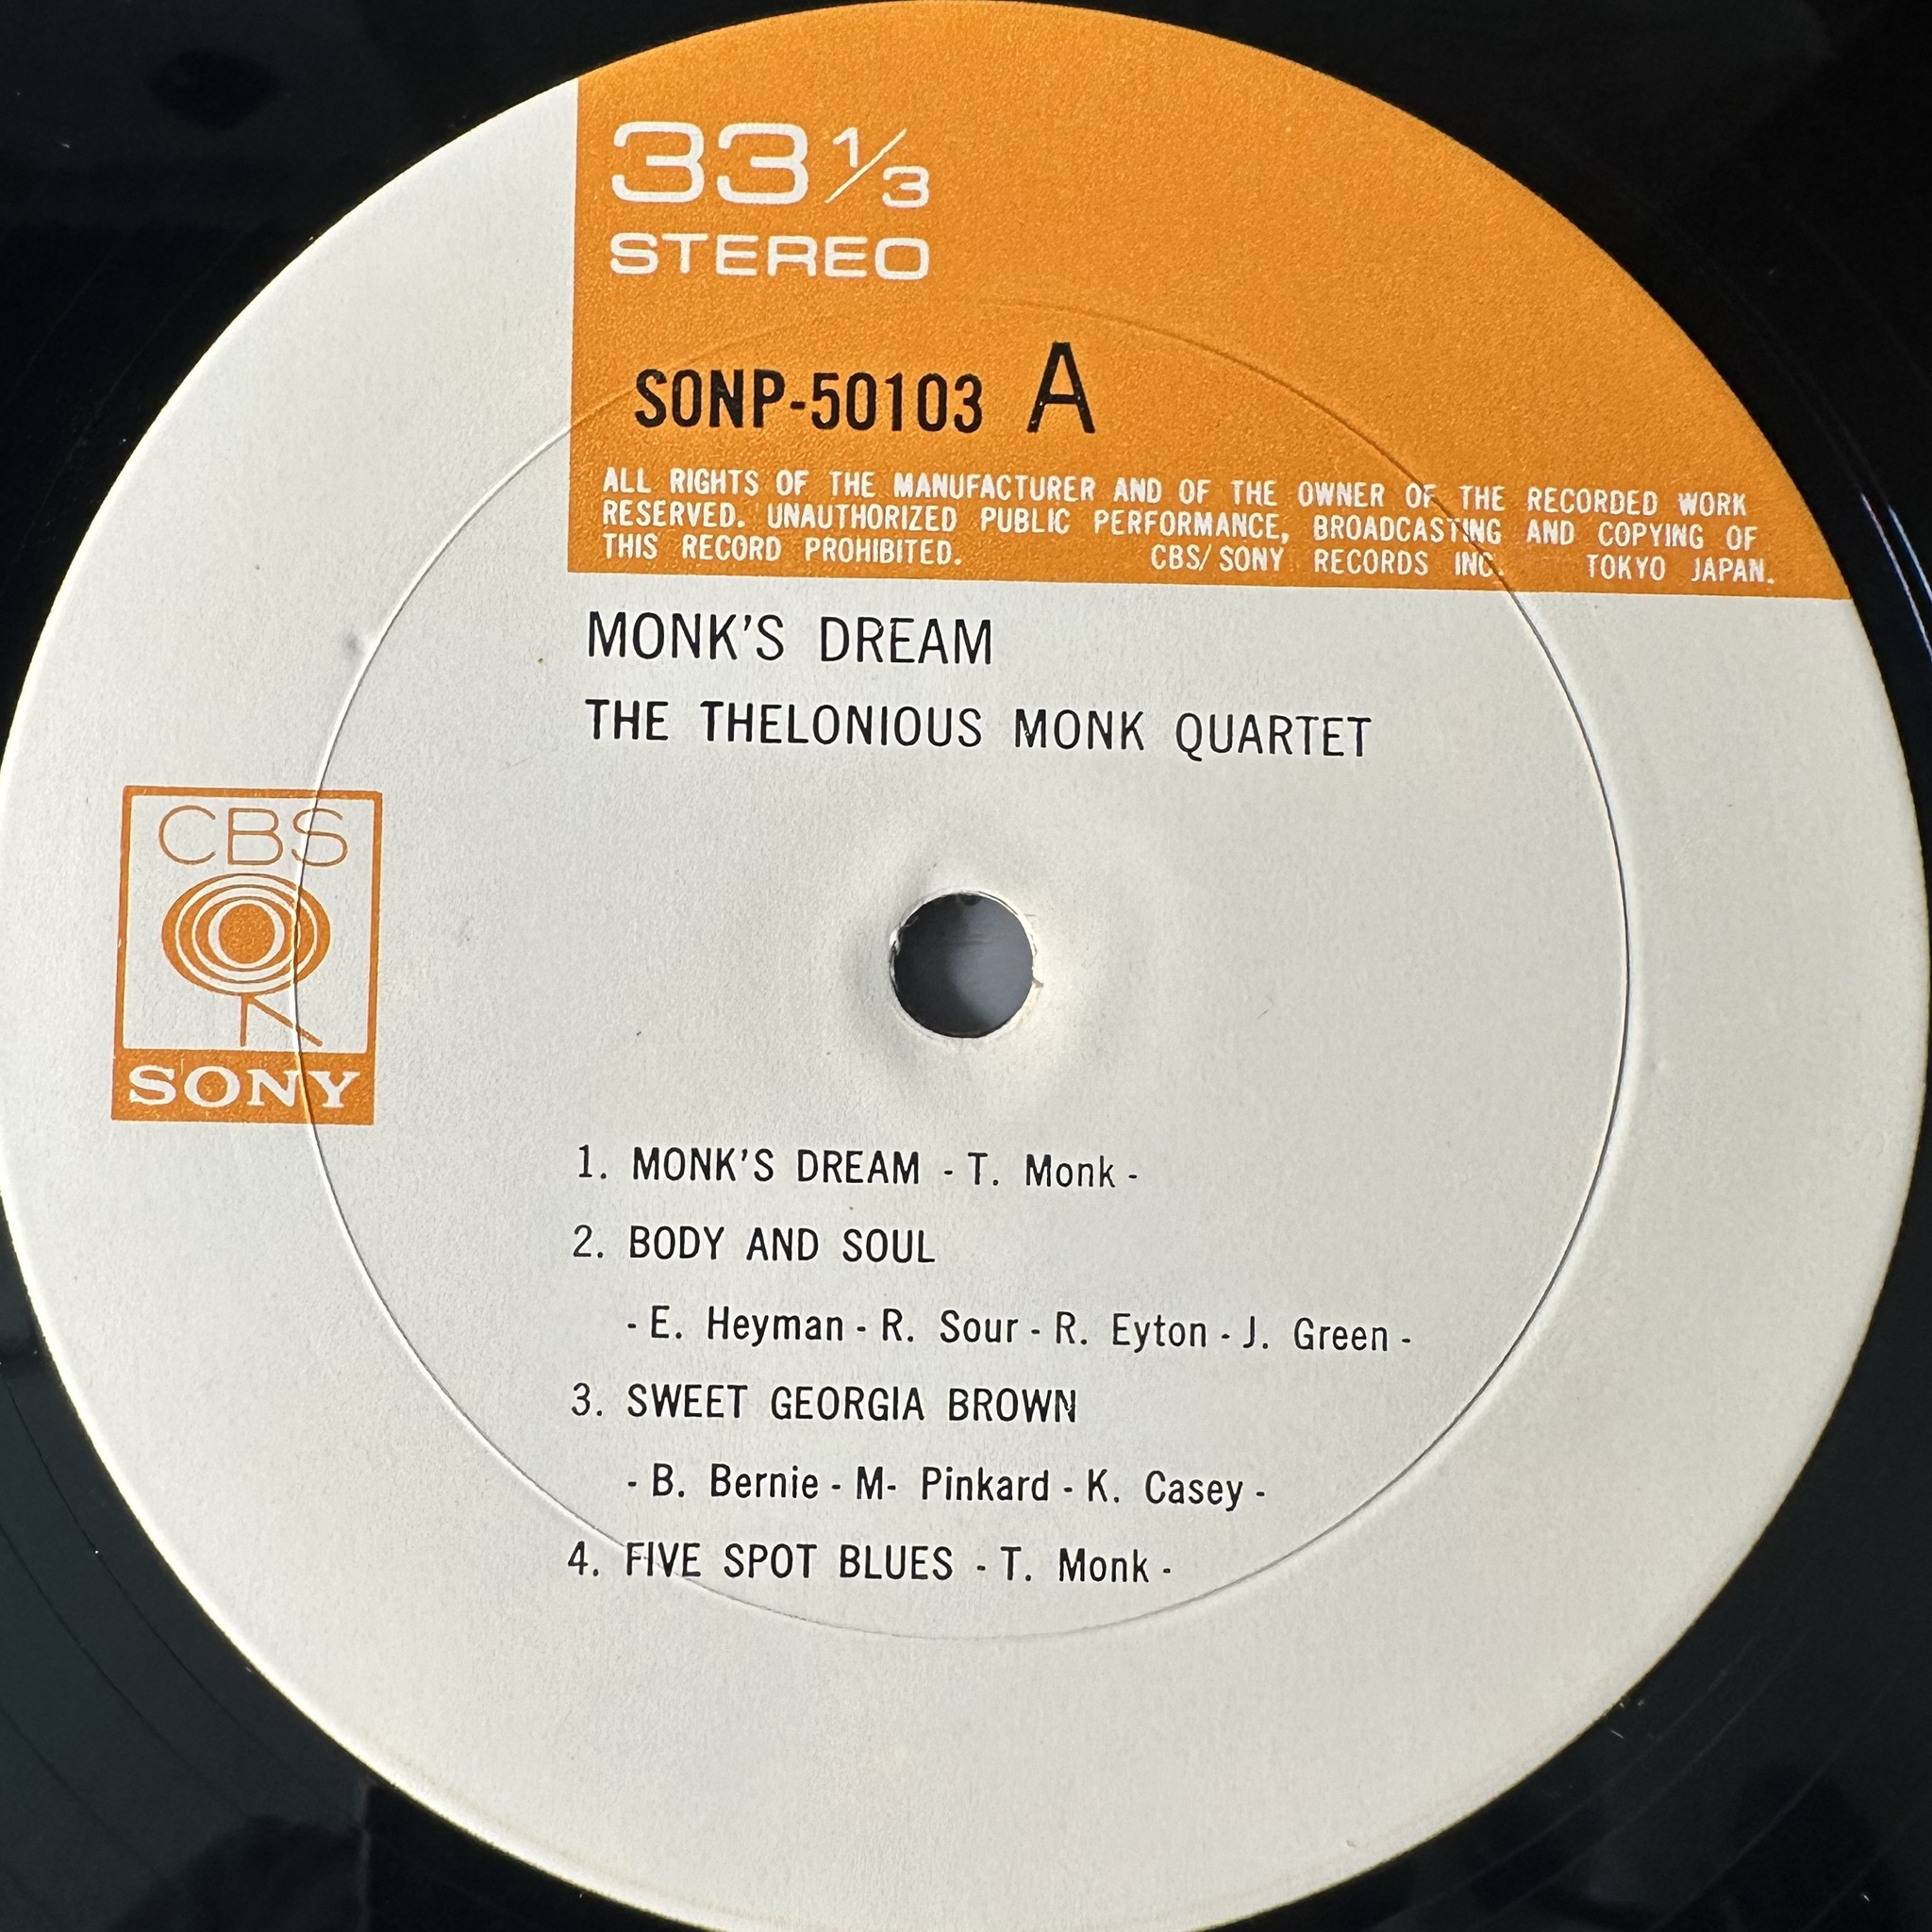 33 1/3
STEREO
SONP-50103 A
ALL RIGHTS OF THE MANUFACTURER AND OF THE OWNER OF THE RECORDED WORK
RESERVED. UNAUTHORIZED PUBLIC PERFORMANCE, BROADCASTING AND COPYING OF
THIS RECORD PROHIBITED. CBS/SONY RECORDS INC. TOKYO JAPAN.
MONK'S DREAM
THE THELONIOUS MONK QUARTET
CBS
SONY
1. MONK'S DREAM - T. Monk -
2. BODY AND SOUL
- E. Heyman - R. Sour - R. Eyton - J. Green -
3. SWEET GEORGIA BROWN
- B. Bernie - M- Pinkard - K. Casey -
4. FIVE SPOT BLUES - T. Monk -